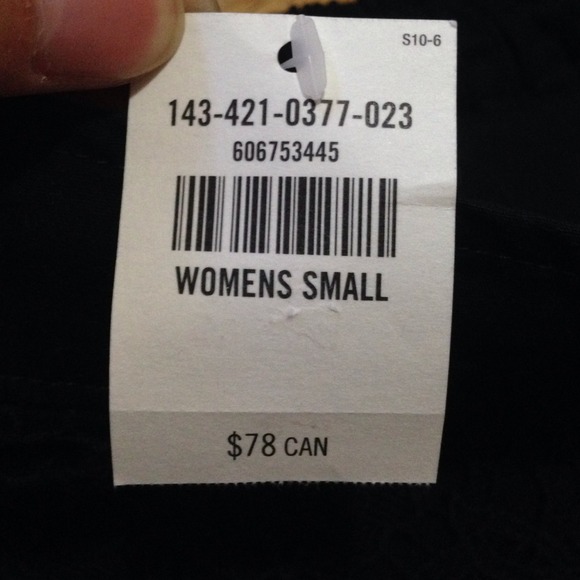 S10-6
143-421-0377-023
606753445
WOMENS SMALL
$78 CAN